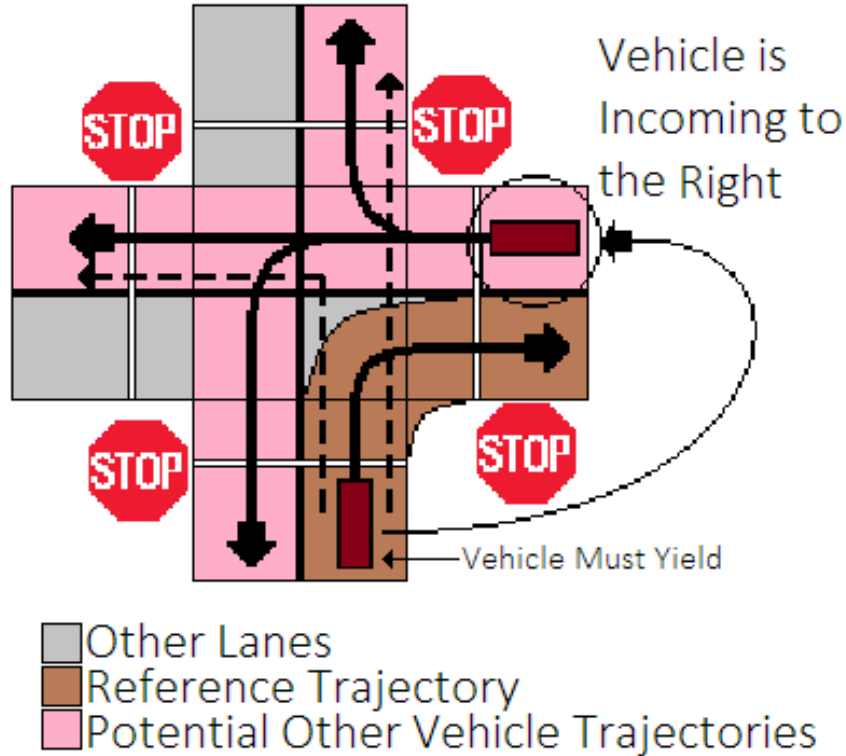 STOP
STOP
Vehicle is
Incoming to
the Right
STOP
STOP
Vehicle Must Yield
Other Lanes
Reference Trajectory
Potential Other Vehicle Trajectories